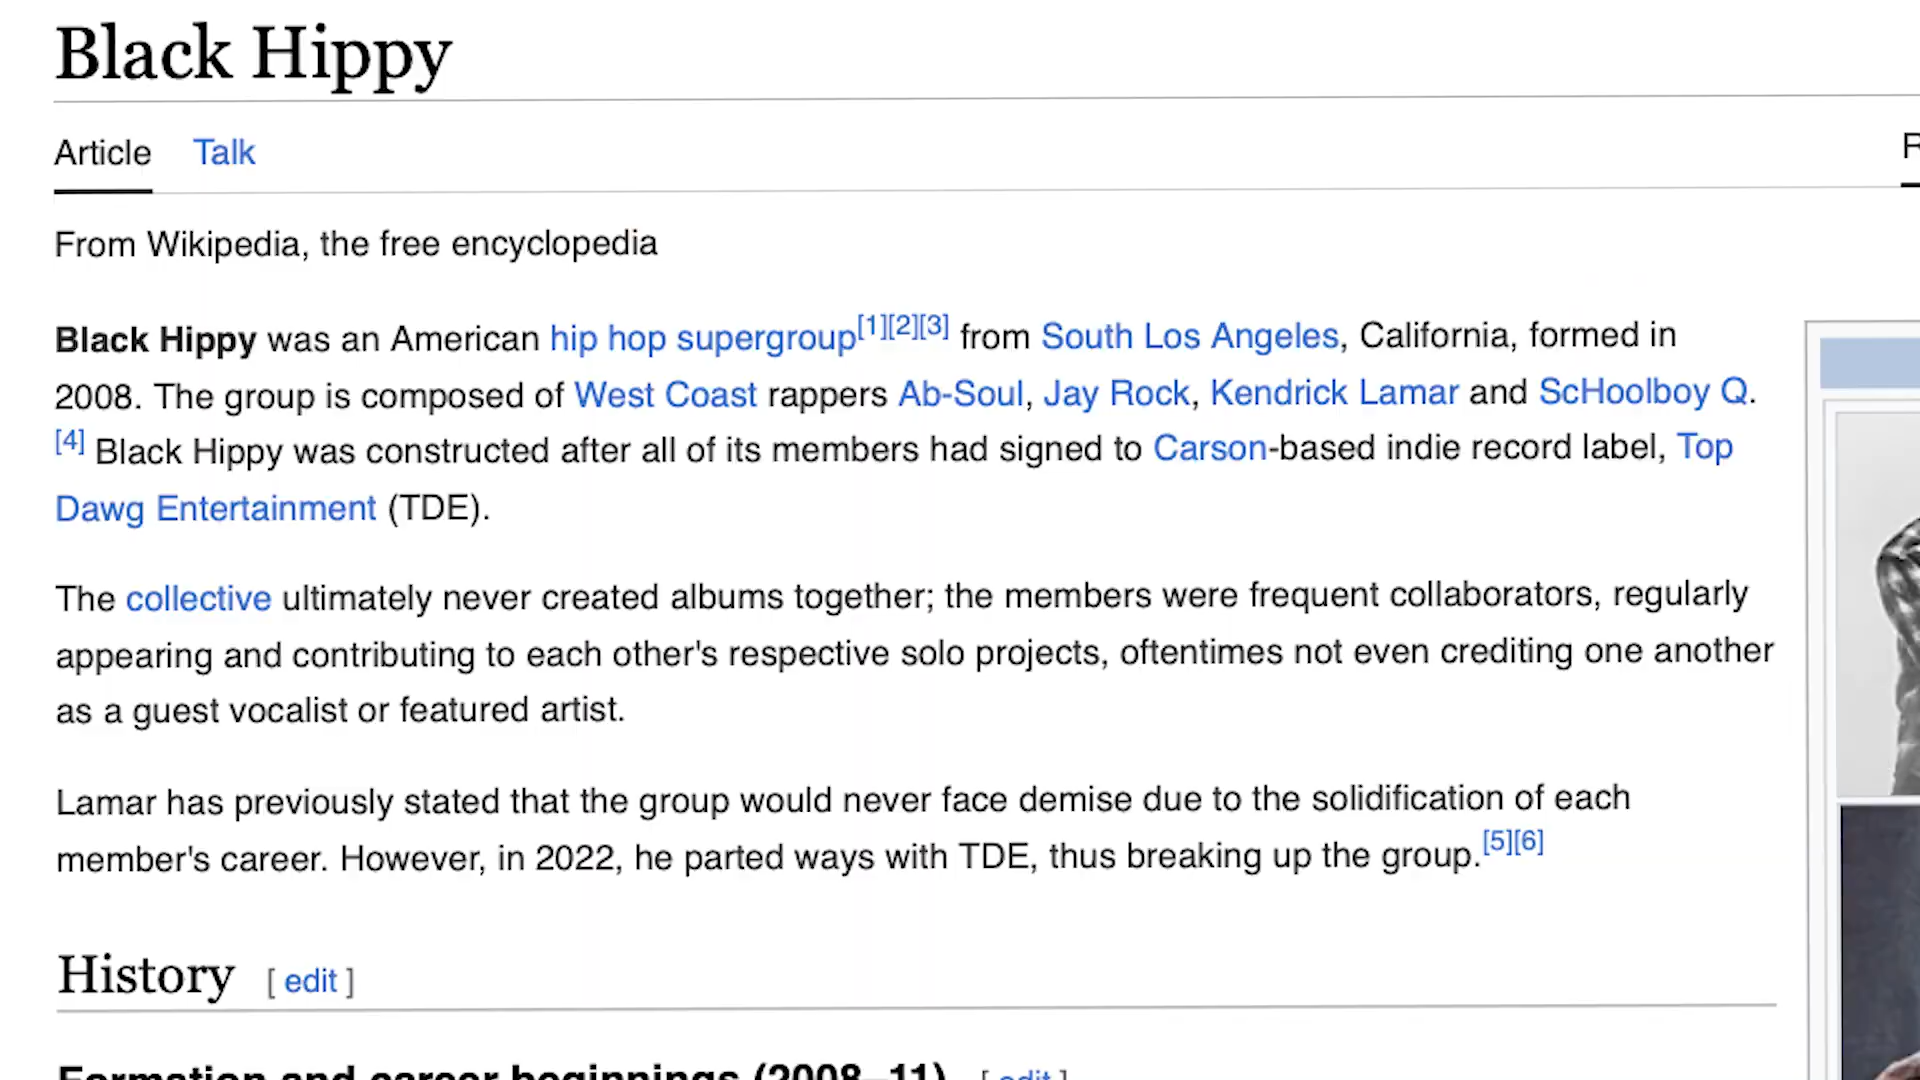 Black Hippy
Article Talk
From Wikipedia, the free encyclopedia
Black Hippy was an American hip hop supergroup[1][2][3] from South Los Angeles, California, formed in
2008. The group is composed of West Coast rappers Ab-Soul, Jay Rock, Kendrick Lamar and ScHoolboy Q.
[4] Black Hippy was constructed after all of its members had signed to Carson-based indie record label, Top
Dawg Entertainment (TDE).
The collective ultimately never created albums together; the members were frequent collaborators, regularly
appearing and contributing to each other's respective solo projects, oftentimes not even crediting one another
as a guest vocalist or featured artist.
Lamar has previously stated that the group would never face demise due to the solidification of each
member's career. However, in 2022, he parted ways with TDE, thus breaking up the group.[5][6]
History [ edit ]
Formation and career beginnings (2008–11) [ edit ]